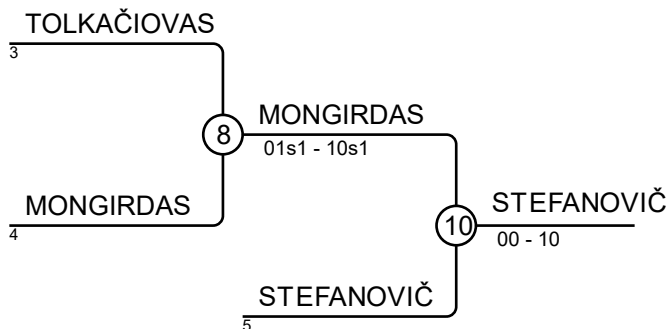 TOLKAČIOVAS
3
8
MONGIRDAS
01s1 - 10s1
MONGIRDAS
4
STEFANOVIČ
10
00 - 10
STEFANOVIČ
5